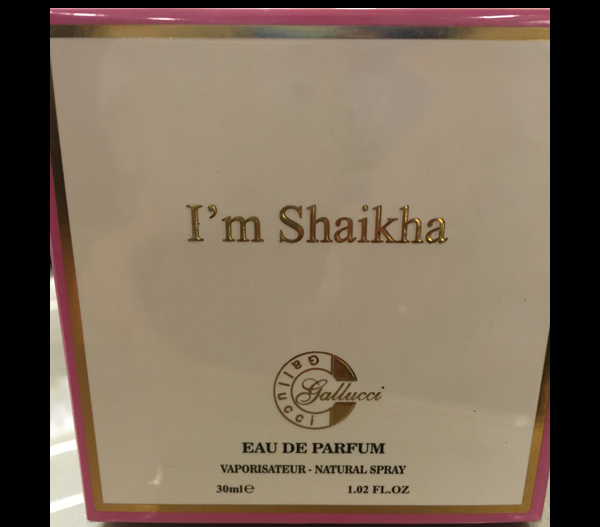 I'm Shaikha
Gallucci
Gallucci
EAU DE PARFUM
VAPORISATEUR - NATURAL SPRAY
30ml℮ 1.02 FL.OZ